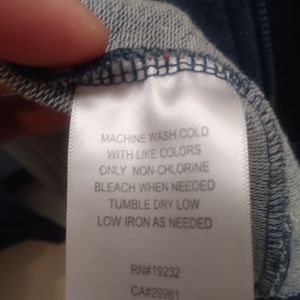 MACHINE WASH COLD
WITH LIKE COLORS
ONLY NON-CHLORINE
BLEACH WHEN NEEDED
TUMBLE DRY LOW
LOW IRON AS NEEDED
RN#19232
CA#29961